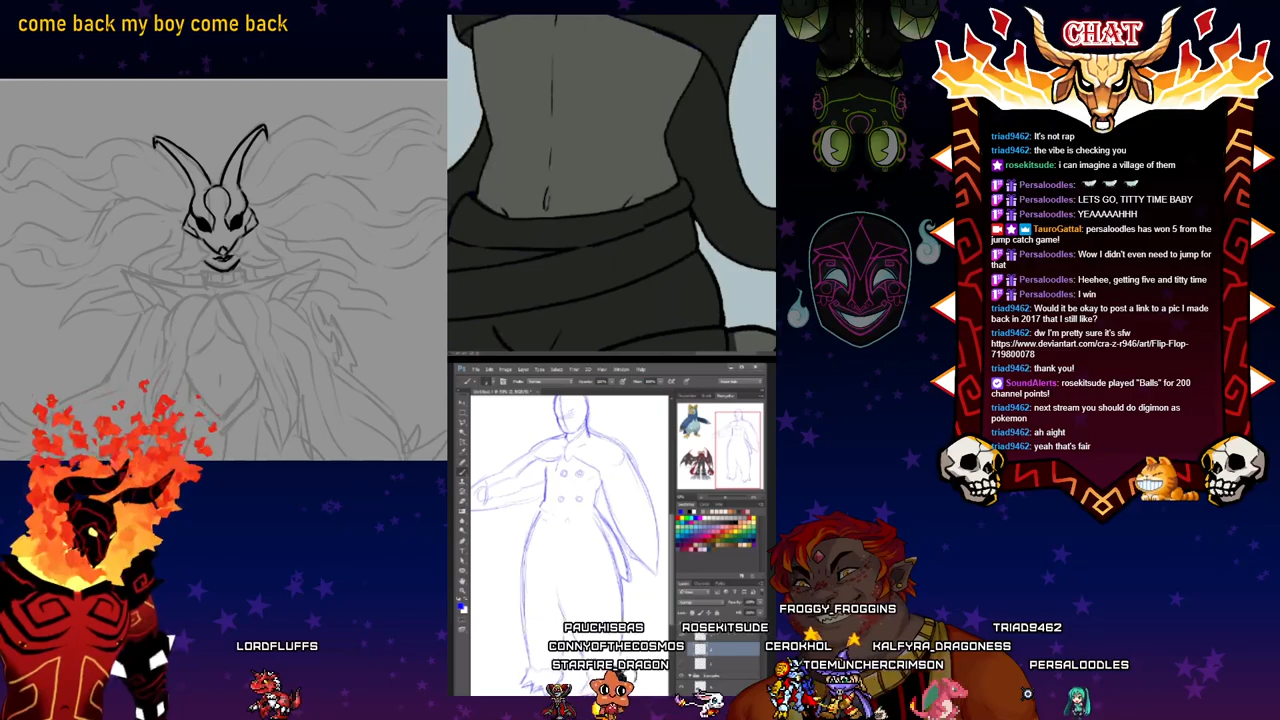 come back my boy come back
CHAT
triad9462: It's not rap
triad9462: the vibe is checking you
rosekitsude: i can imagine a village of them
Persaloodles:
Persaloodles: LETS GO, TITTY TIME BABY
Persaloodles: YEAAAAAHHH
TauroGattal: persaloodles has won 5 from the
jump catch game!
Persaloodles: Wow I didn't even need to jump for
that
Persaloodles: Heehee, getting five and titty time
Persaloodles: I win
triad9462: Would it be okay to post a link to a pic I made
back in 2017 that I still like?
triad9462: dw I'm pretty sure it's sfw
https://www.deviantart.com/cra-z-r946/art/Flip-Flop-
719800078
triad9462: thank you!
SoundAlerts: rosekitsude played "Balls" for 200
channel points!
triad9462: next stream you should do digimon as
pokemon
triad9462: ah aight
triad9462: yeah that's fair
Ps
FROGGY_FROGGINS
PAUCHISBAS
ROSEKITSUDE
TRIAD9462
LORDFLUFFS
CONNYOFTHECOSMOS
CEROKHOL
KALFYRA_DRAGONESS
STARFIRE_DRAGON
YTOEMUNCHERCRIMSON
PERSALOODLES